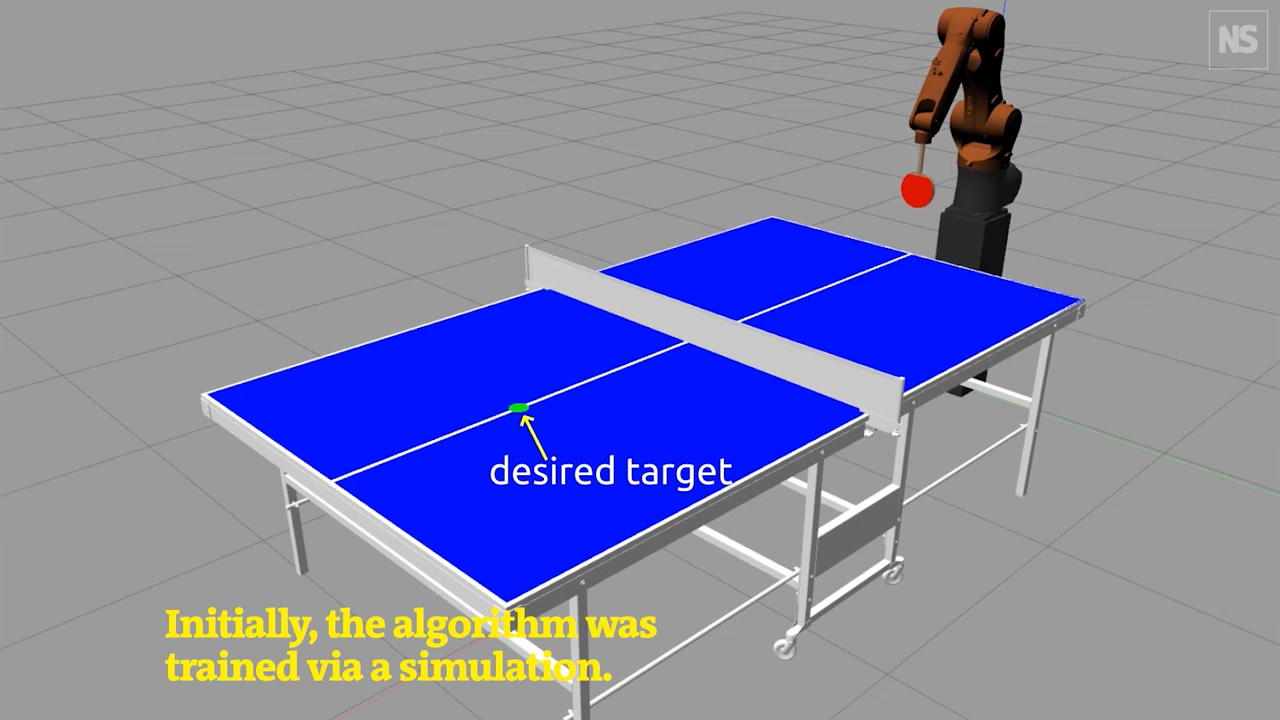 NS
desired target
Initially, the algorithm was
trained via a simulation.